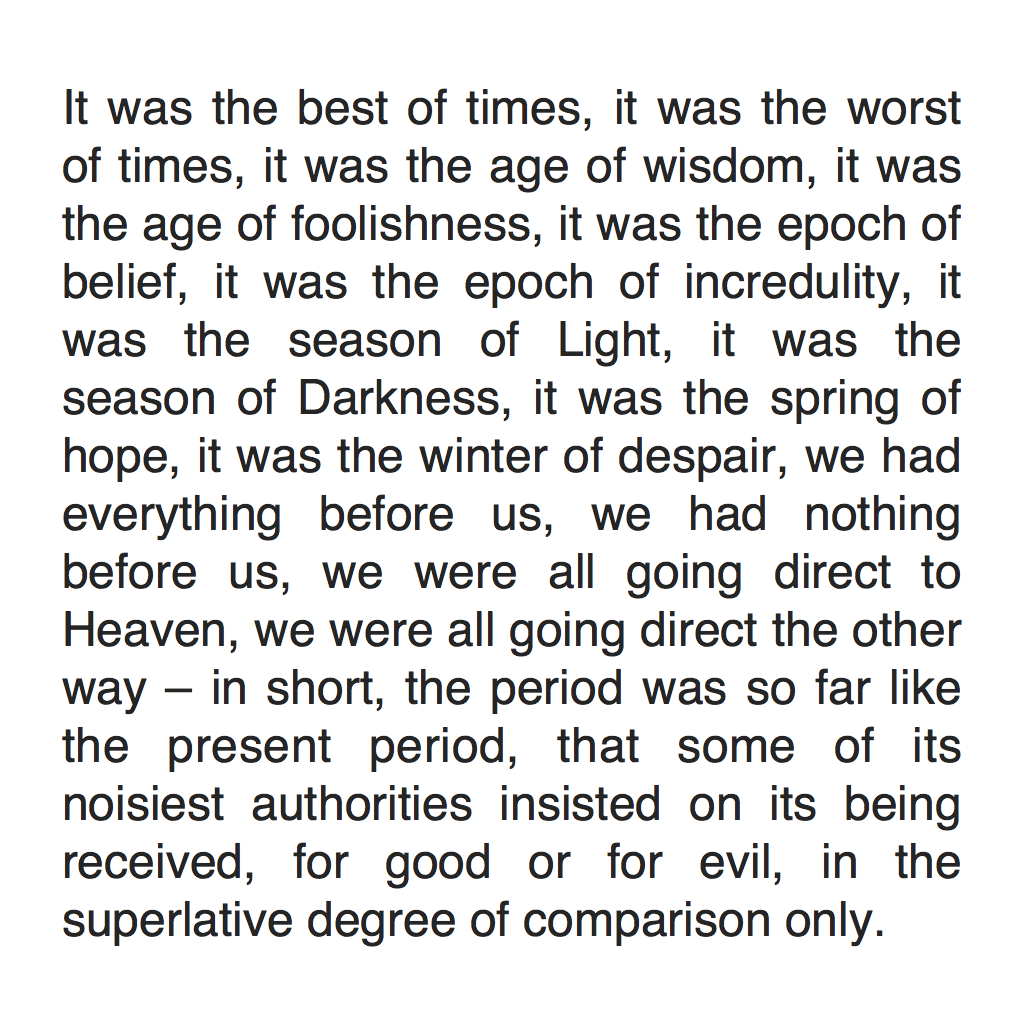 It was the best of times, it was the worst
of times, it was the age of wisdom, it was
the age of foolishness, it was the epoch of
belief, it was the epoch of incredulity, it
was the season of Light, it was the
season of Darkness, it was the spring of
hope, it was the winter of despair, we had
everything before us, we had nothing
before us, we were all going direct to
Heaven, we were all going direct the other
way – in short, the period was so far like
the present period, that some of its
noisiest authorities insisted on its being
received, for good or for evil, in the
superlative degree of comparison only.